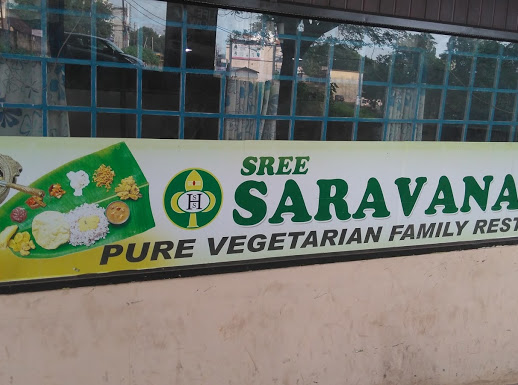 SREE
SARAVANA
PURE VEGETARIAN FAMILY REST